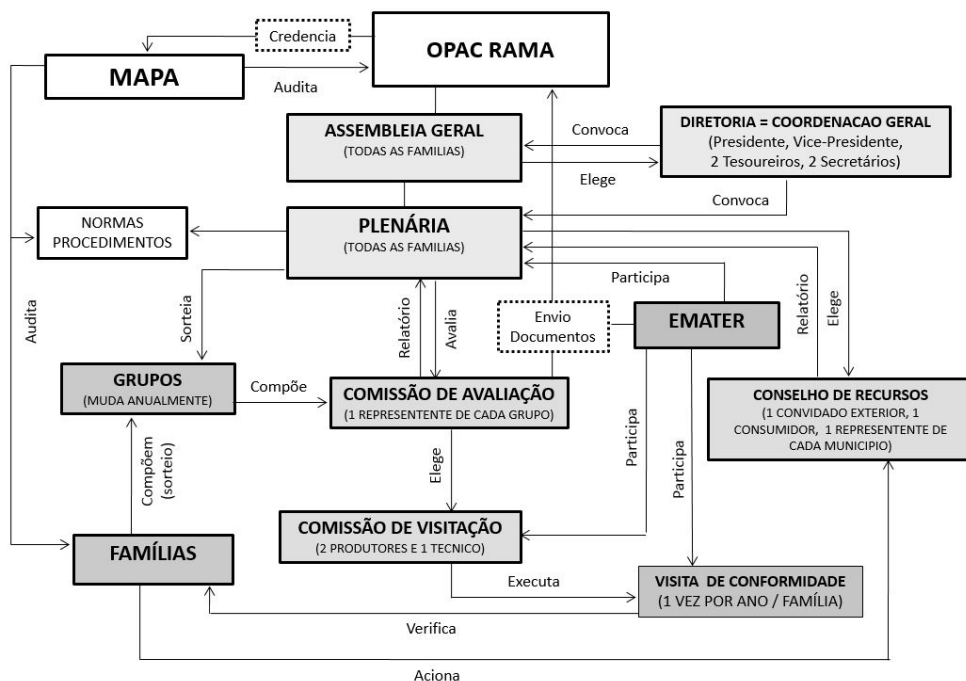 Credencia
OPAC RAMA
MAPA
Audita
ASSEMBLEIA GERAL
(TODAS AS FAMILIAS)
Convoca
Elege
DIRETORIA = COORDENACAO GERAL
(Presidente, Vice-Presidente,
2 Tesoureiros, 2 Secretários)
Convoca
NORMAS
PROCEDIMENTOS
PLENÁRIA
(TODAS AS FAMILIAS)
Participa
Audita
Sorteia
Relatório
Avalia
Envio
Documentos
EMATER
Relatório
Elege
GRUPOS
(MUDA ANUALMENTE)
Compõe
COMISSÃO DE AVALIAÇÃO
(1 REPRESENTENTE DE CADA GRUPO)
CONSELHO DE RECURSOS
(1 CONVIDADO EXTERIOR, 1
CONSUMIDOR, 1 REPRESENTENTE DE
CADA MUNICIPIO)
Compõem
(sorteio)
Elege
Participa
Participa
COMISSÃO DE VISITAÇÃO
(2 PRODUTORES E 1 TECNICO)
FAMÍLIAS
Executa
VISITA DE CONFORMIDADE
(1 VEZ POR ANO / FAMÍLIA)
Verifica
Aciona